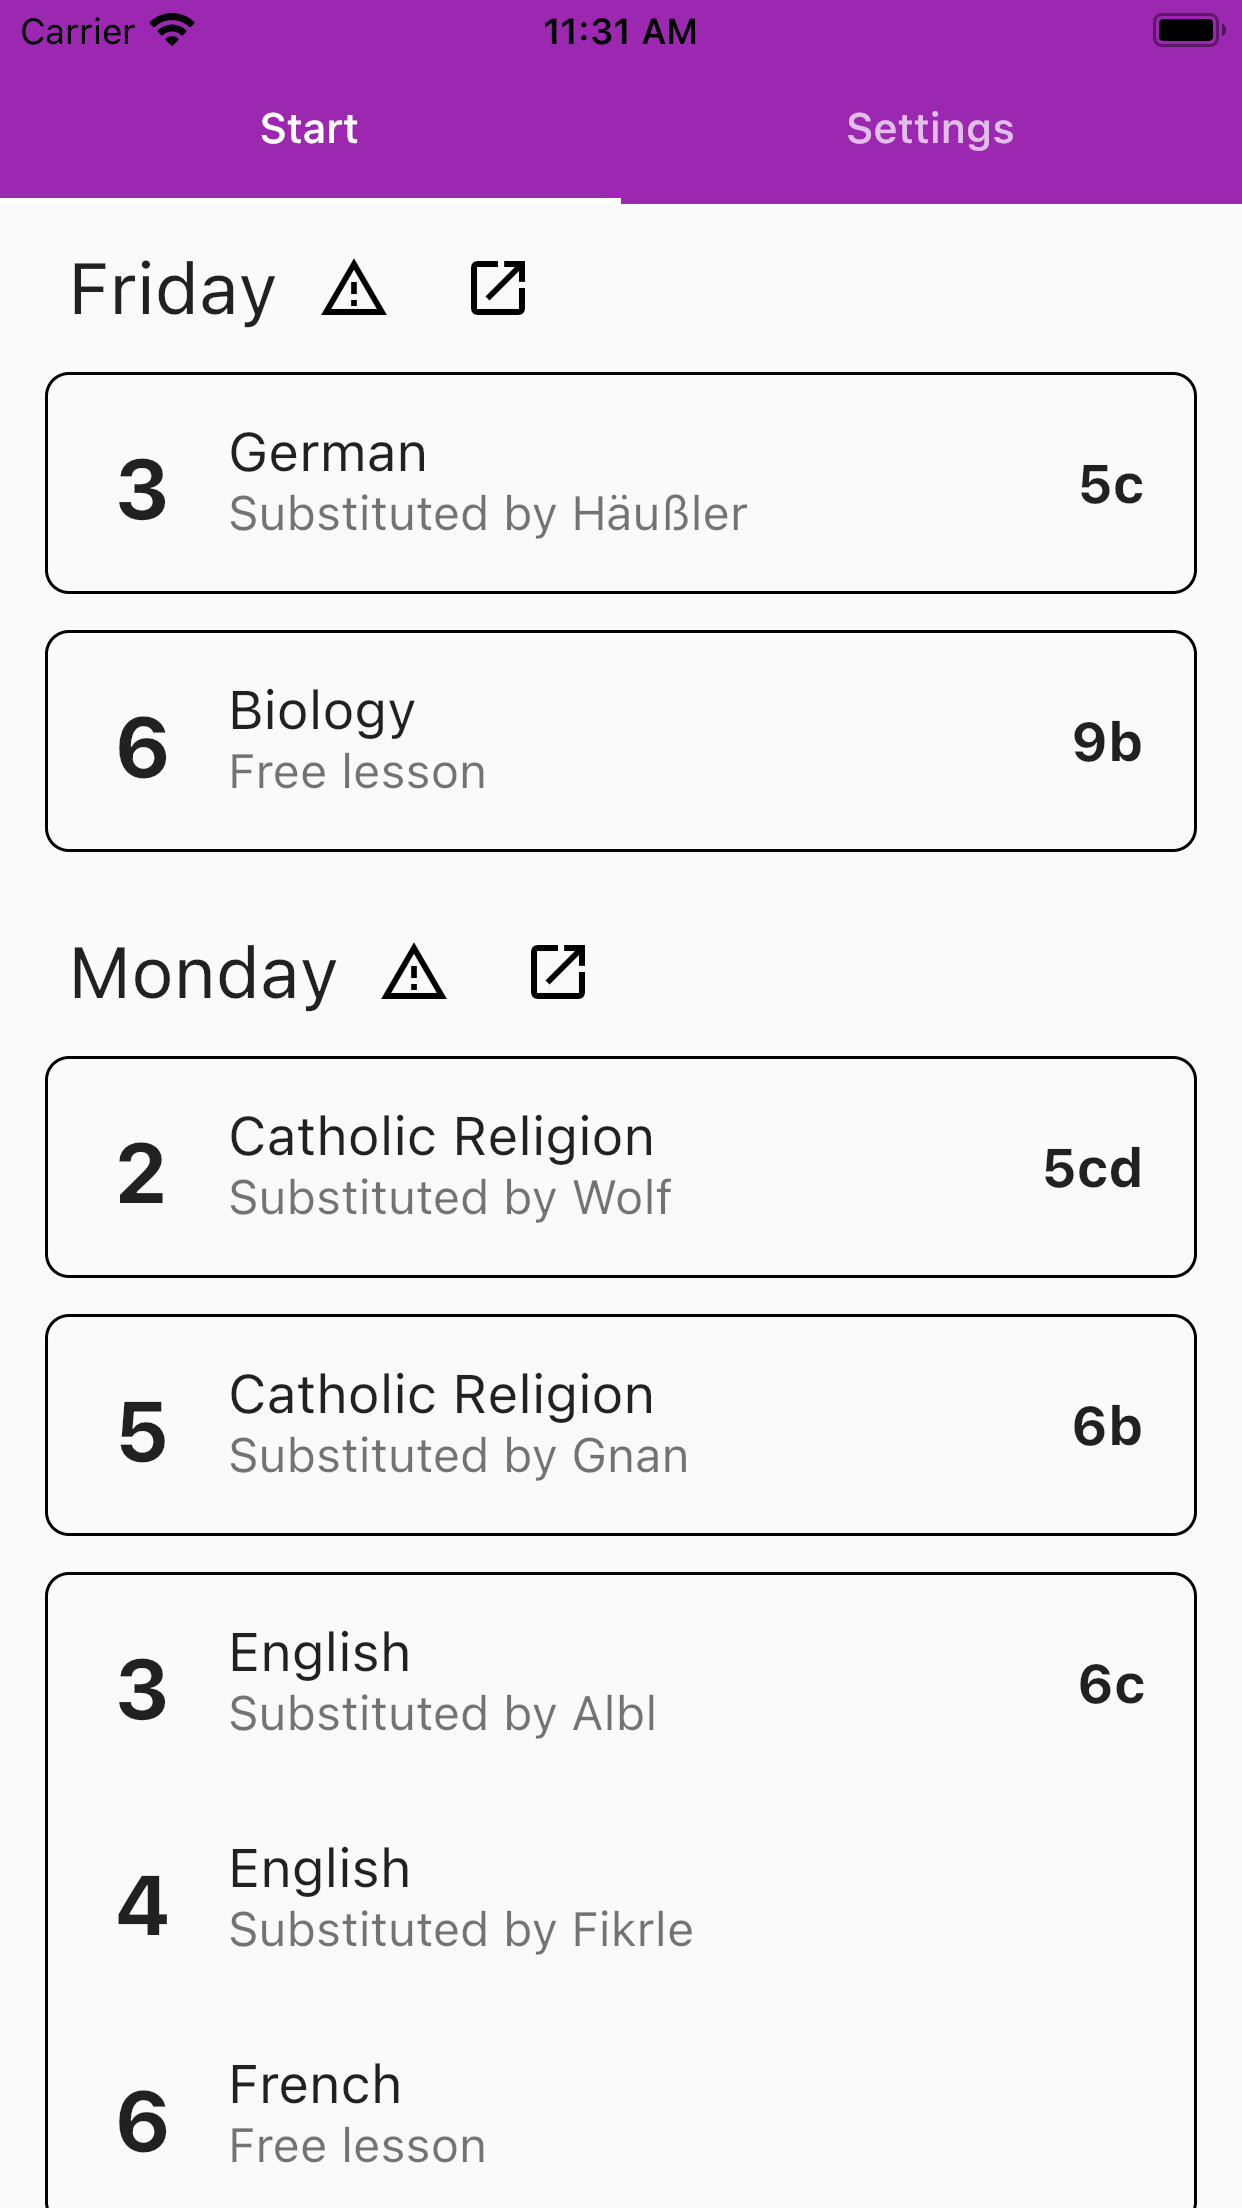 Carrier 11:31 AM
Start Settings
Friday
3 German 5c
Substituted by Häußler
6 Biology 9b
Free lesson
Monday
2 Catholic Religion 5cd
Substituted by Wolf
5 Catholic Religion 6b
Substituted by Gnan
3 English 6c
Substituted by Albl
4 English
Substituted by Fikrle
6 French
Free lesson